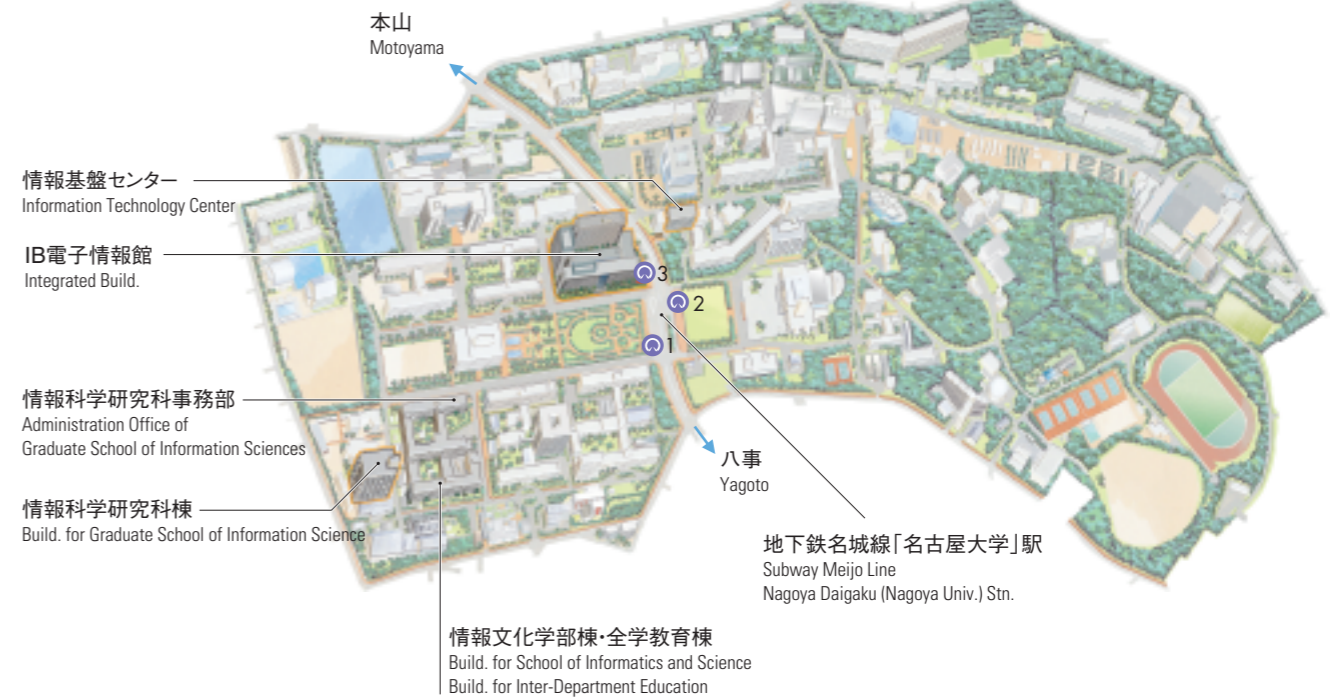 本山
Motoyama
情報基盤センター
Information Technology Center
IB電子情報館
Integrated Build.
3
2
1
情報科学研究科事務部
Administration Office of
Graduate School of Information Sciences
八事
Yagoto
情報科学研究科棟
Build. for Graduate School of Information Science
地下鉄名城線「名古屋大学」駅
Subway Meijo Line
Nagoya Daigaku (Nagoya Univ.) Stn.
情報文化学部棟・全学教育棟
Build. for School of Informatics and Science
Build. for Inter-Department Education